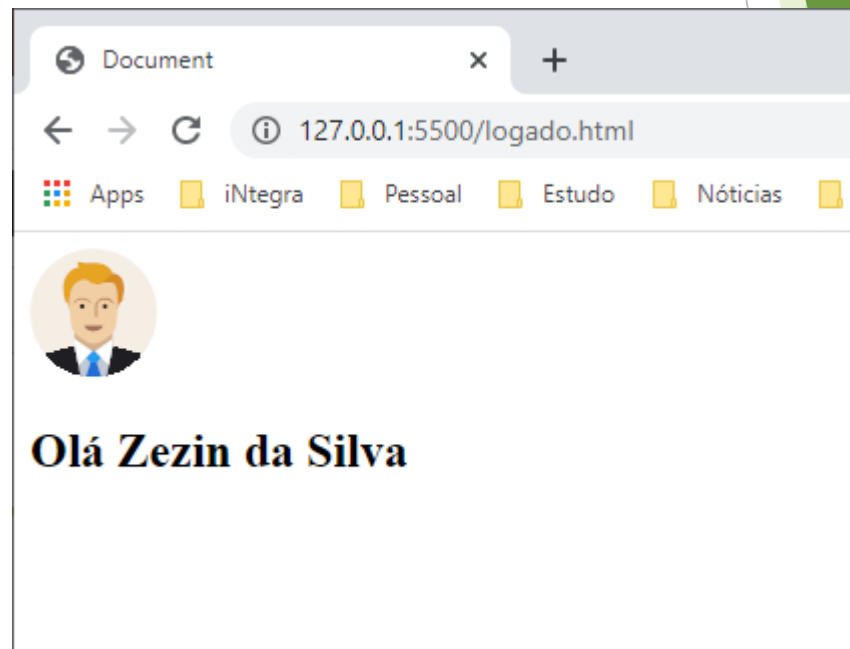 Document
127.0.0.1:5500/logado.html
Apps iNtegra Pessoal Estudo Nóticias
Olá Zezin da Silva